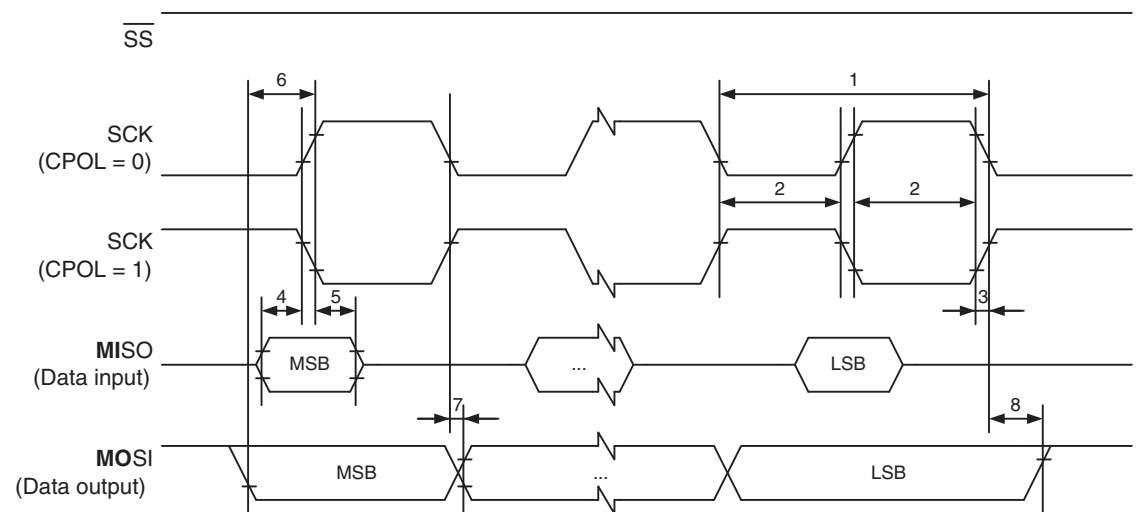 SS
6
1
SCK
(CPOL = 0)
2
2
SCK
(CPOL = 1)
4
5
3
MISO
(Data input)
MSB
...
LSB
7
8
MOSI
(Data output)
MSB
...
LSB